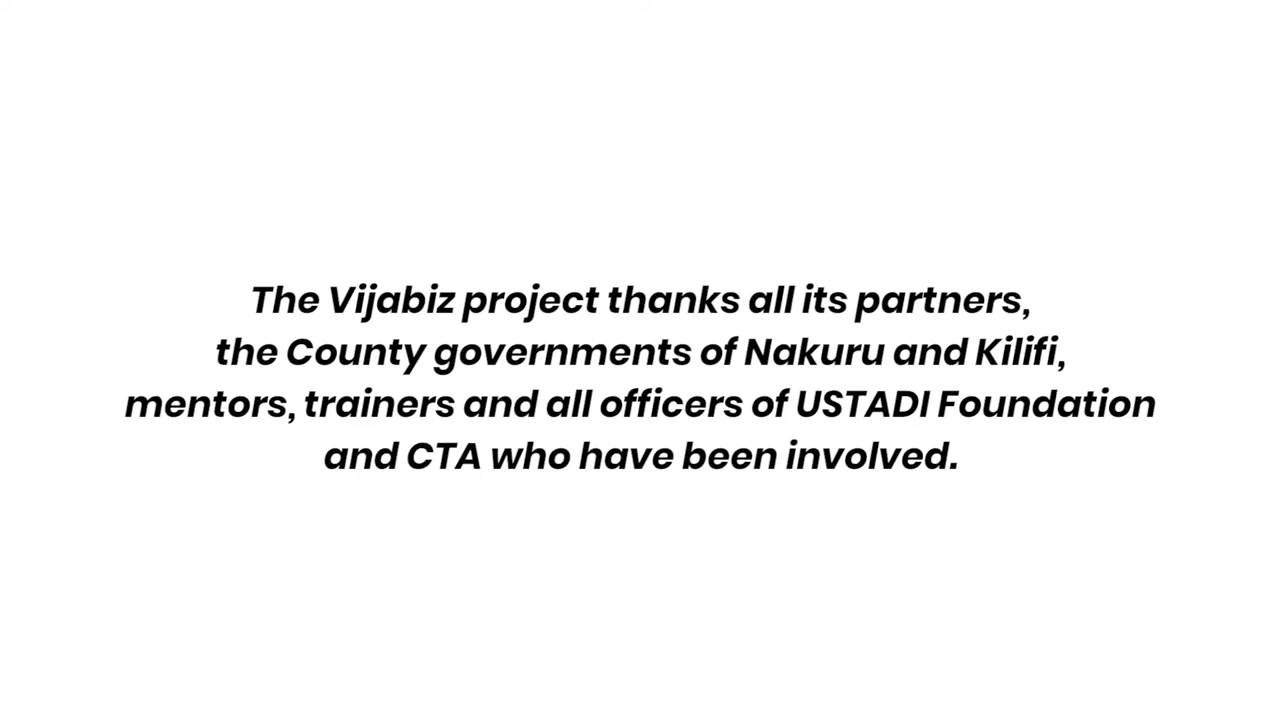 The Vijabiz project thanks all its partners,
the County governments of Nakuru and Kilifi,
mentors, trainers and all officers of USTADI Foundation
and CTA who have been involved.